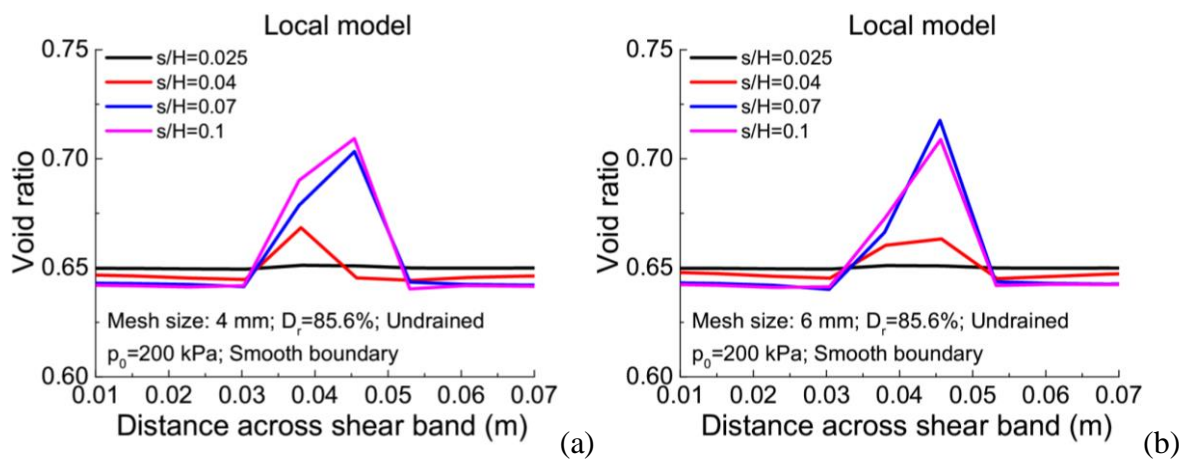 Local model
0.75
0.70
0.65
0.60
Void ratio
s/H=0.025
s/H=0.04
s/H=0.07
s/H=0.1
Mesh size: 4 mm; Dr=85.6%; Undrained
p0=200 kPa; Smooth boundary
0.01 0.02 0.03 0.04 0.05 0.06 0.07
Distance across shear band (m)
(a)
Local model
0.75
0.70
0.65
0.60
Void ratio
s/H=0.025
s/H=0.04
s/H=0.07
s/H=0.1
Mesh size: 6 mm; Dr=85.6%; Undrained
p0=200 kPa; Smooth boundary
0.01 0.02 0.03 0.04 0.05 0.06 0.07
Distance across shear band (m)
(b)